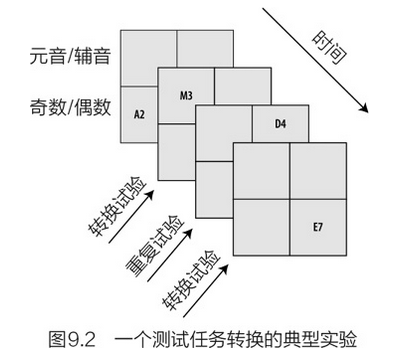 元音/辅音
奇数/偶数
时间
A2
M3
D4
E7
转换试验
重复试验
转换试验
图9.2 一个测试任务转换的典型实验